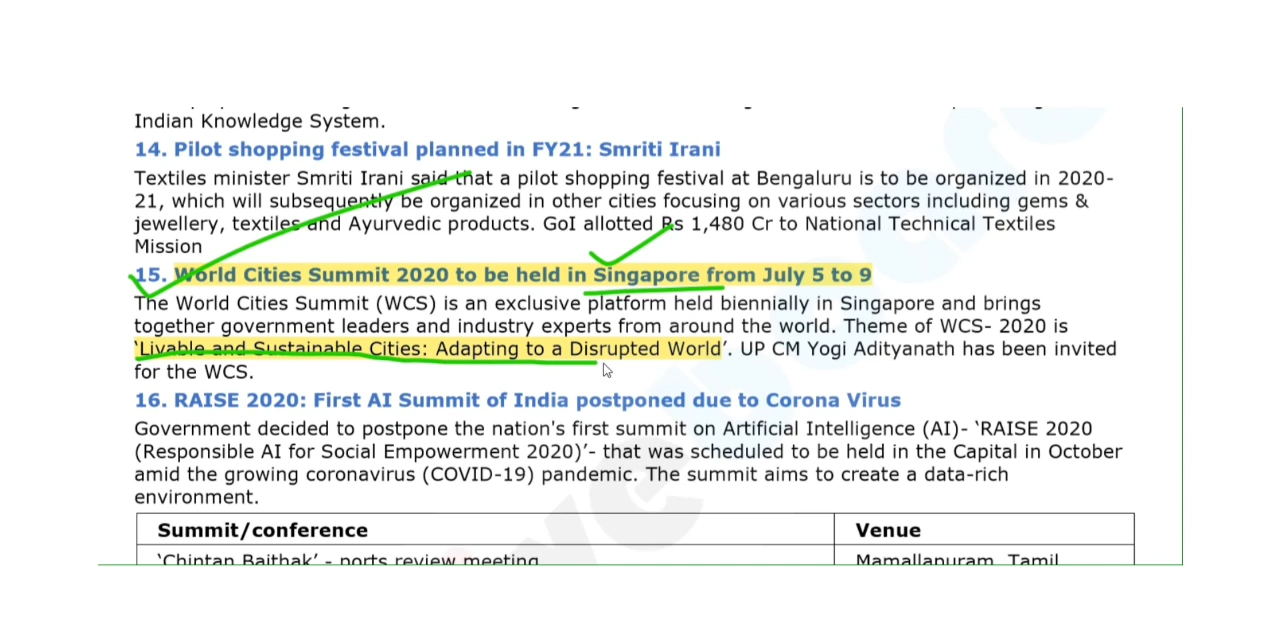 Indian Knowledge System.
14. Pilot shopping festival planned in FY21: Smriti Irani
Textiles minister Smriti Irani said that a pilot shopping festival at Bengaluru is to be organized in 2020-
21, which will subsequently be organized in other cities focusing on various sectors including gems &
jewellery, textiles and Ayurvedic products. GoI allotted Rs 1,480 Cr to National Technical Textiles
Mission
15. World Cities Summit 2020 to be held in Singapore from July 5 to 9
The World Cities Summit (WCS) is an exclusive platform held biennially in Singapore and brings
together government leaders and industry experts from around the world. Theme of WCS- 2020 is
‘Livable and Sustainable Cities: Adapting to a Disrupted World’. UP CM Yogi Adityanath has been invited
for the WCS.
16. RAISE 2020: First AI Summit of India postponed due to Corona Virus
Government decided to postpone the nation's first summit on Artificial Intelligence (AI)- ‘RAISE 2020
(Responsible AI for Social Empowerment 2020)’- that was scheduled to be held in the Capital in October
amid the growing coronavirus (COVID-19) pandemic. The summit aims to create a data-rich
environment.
Summit/conference Venue
‘Chintan Baithak’ - ports review meeting Mamallapuram, Tamil